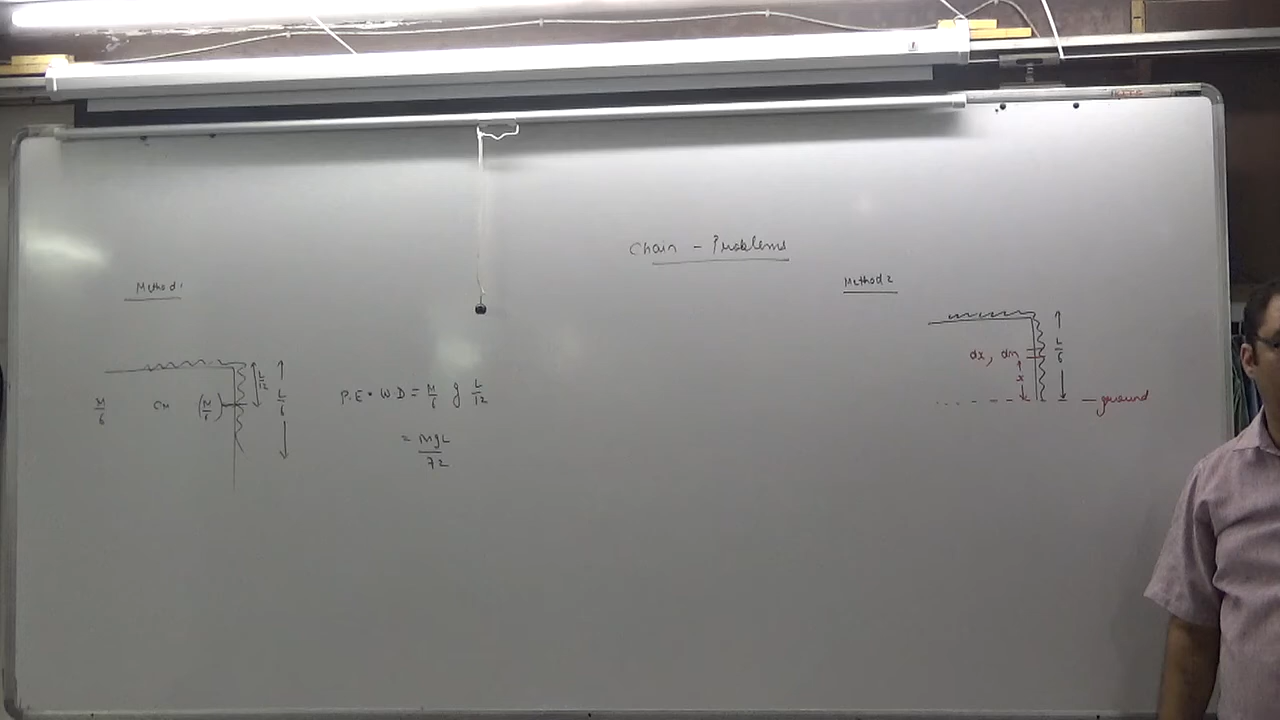 Chain - Problems
Method 1
L/12
L/6
M/6
CM (M/6)
P.E = WD = M/6 g L/12
= MgL/72
Method 2
dx, dm
L/6
x
ground